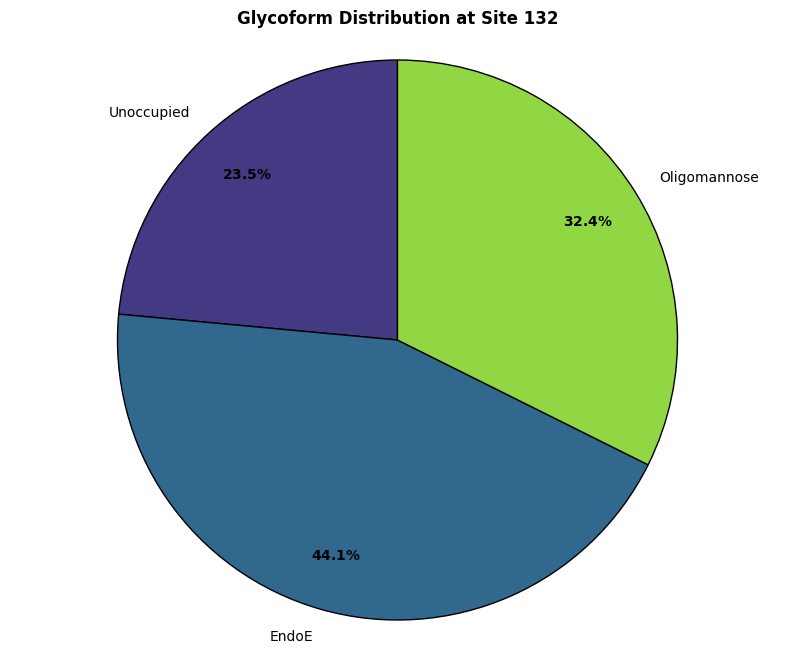 Glycoform Distribution at Site 132
Unoccupied
23.5%
Oligomannose
32.4%
44.1%
EndoE